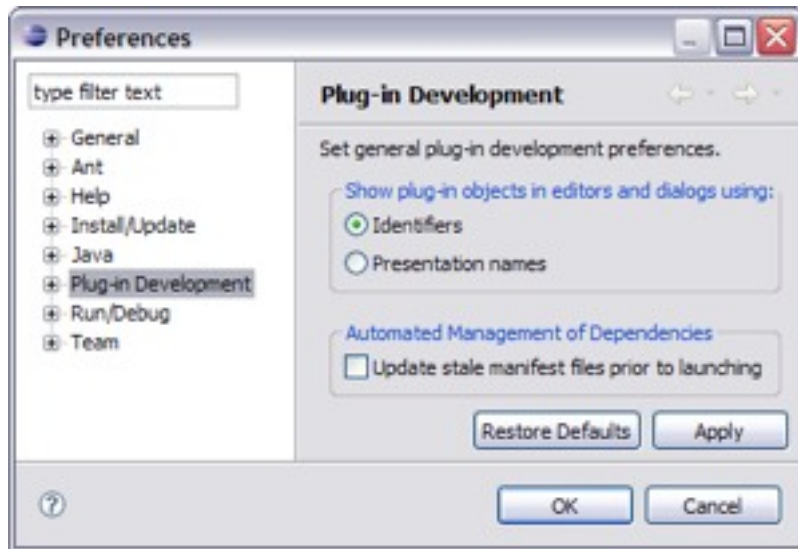 Preferences
type filter text
General
Ant
Help
Install/Update
Java
Plug-in Development
Run/Debug
Team
Plug-in Development
Set general plug-in development preferences.
Show plug-in objects in editors and dialogs using:
Identifiers
Presentation names
Automated Management of Dependencies
Update stale manifest files prior to launching
Restore Defaults Apply
OK Cancel